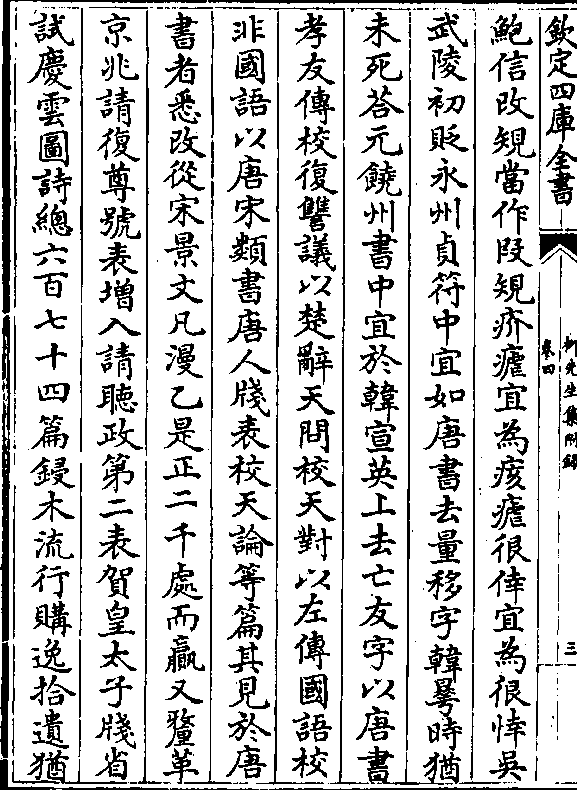 欽定四庫全書
柳先生集附錄
卷四
三
鮑信改規當作叚規疥瘧宜為痎瘧很倖宜為很悻吳
武陵初貶永州貞符中宜如唐書去量移字韓曄時猶
未死荅元饒州書中宜於韓宣英上去亡友字以唐書
孝友傳校復讐議以楚辭天問校天對以左傳國語校
非國語以唐宋類書唐人牋表校天論等篇其見於唐
書者悉改從宋景文凡漫乙是正二千處而贏又釐革
京兆請復尊號表增入請聽政第二表賀皇太子牋省
試慶雲圖詩總六百七十四篇鋟木流行購逸拾遺猶